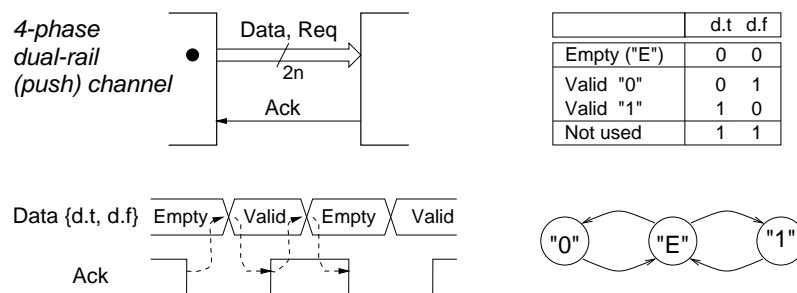 4-phase
dual-rail
(push) channel
Data, Req
2n
Ack
d.t d.f
Empty ("E") 0 0
Valid "0" 0 1
Valid "1" 1 0
Not used 1 1
Data {d.t, d.f} Empty Valid Empty Valid
Ack
"0" "E" "1"